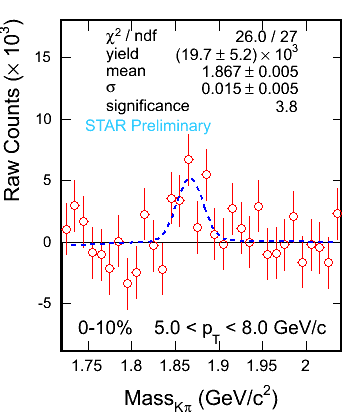 χ² / ndf 26.0 / 27
yield (19.7 ± 5.2) × 10³
mean 1.867 ± 0.005
σ 0.015 ± 0.005
significance 3.8
STAR Preliminary
Raw Counts (× 10³)
15
10
5
0
-5
0-10% 5.0 < p_T < 8.0 GeV/c
1.75 1.8 1.85 1.9 1.95 2
Mass_Kπ (GeV/c²)